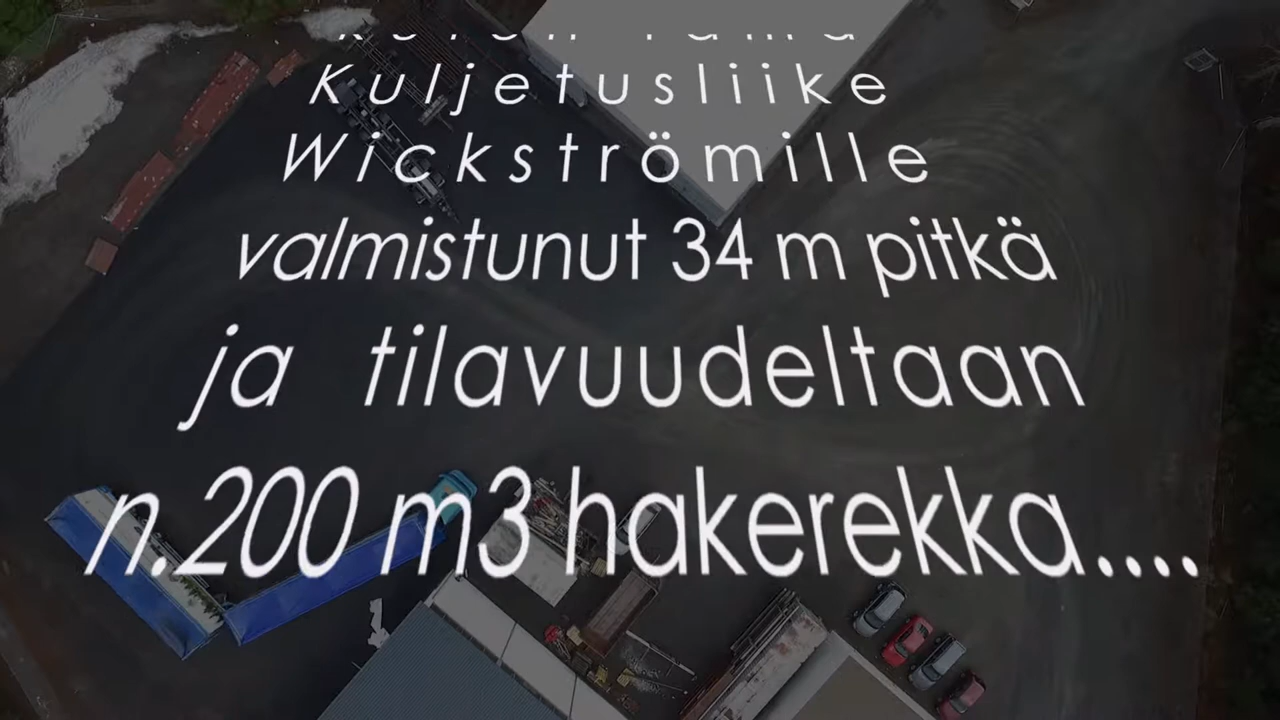 Kuljetusliike
Wickströmille
valmistunut 34 m pitkä
ja tilavuudeltaan
n.200 m3 hakerekka....